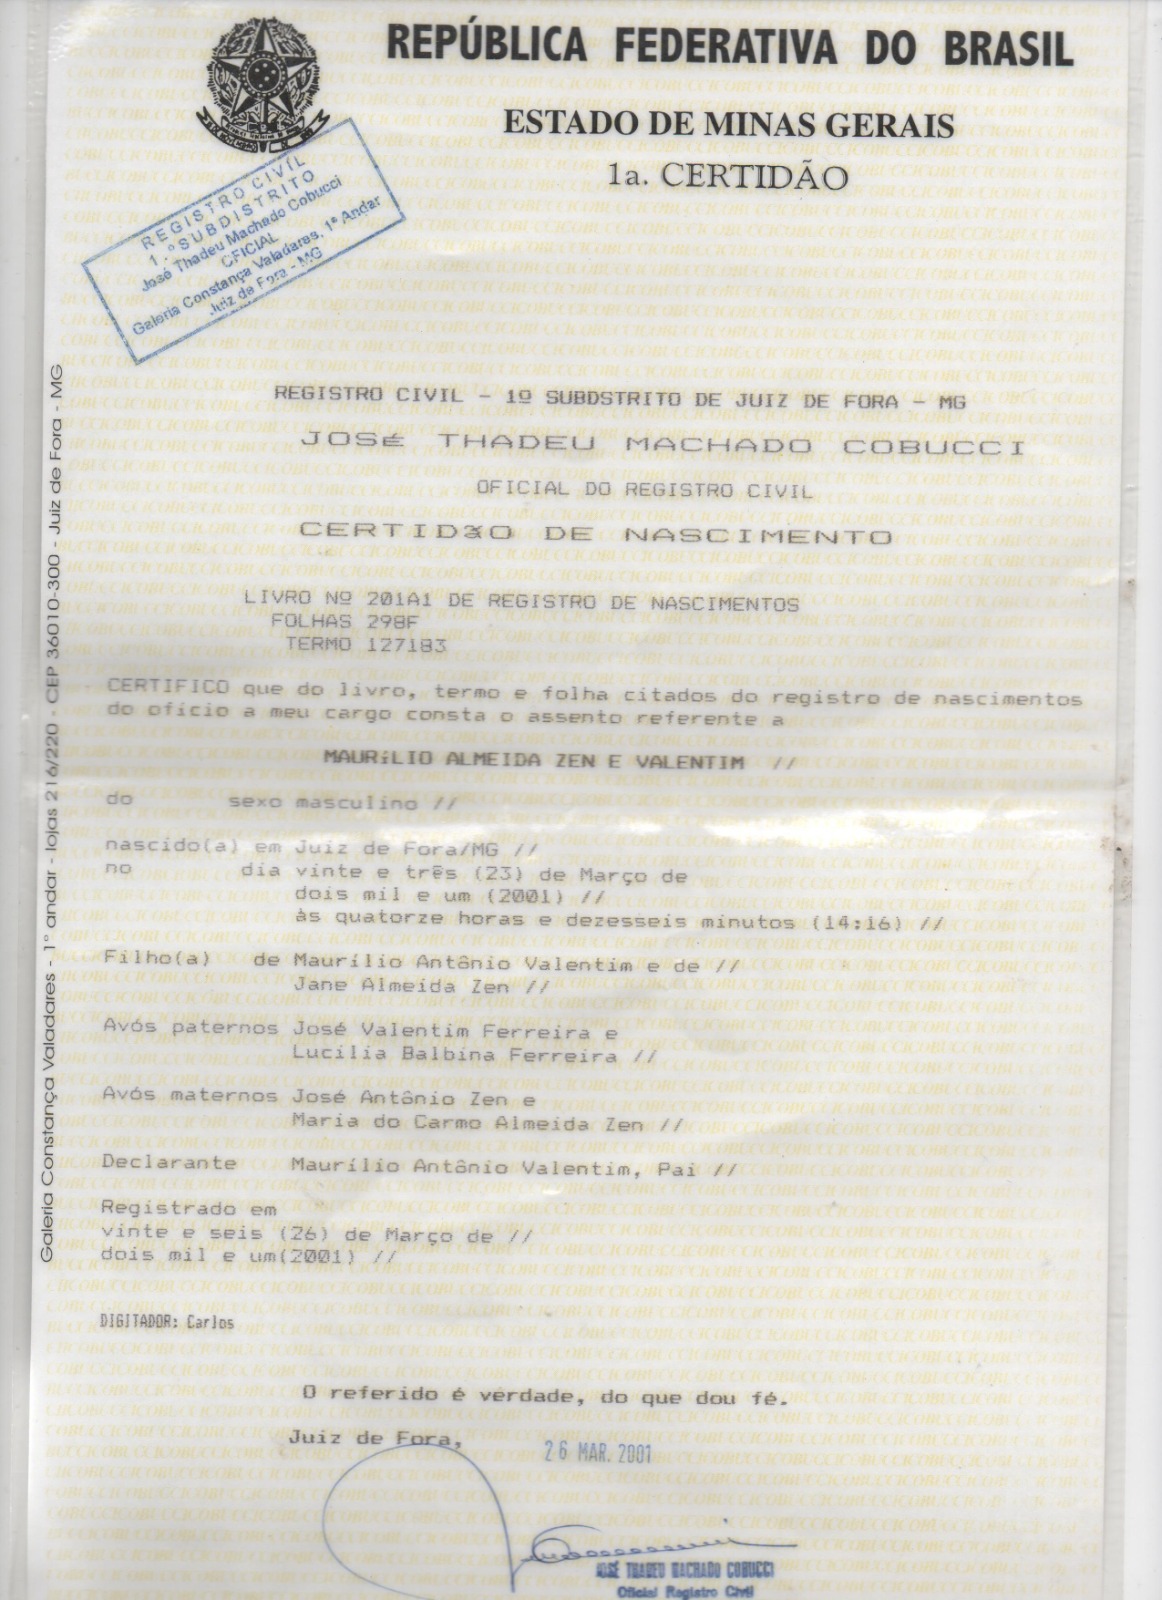 REPÚBLICA FEDERATIVA DO BRASIL
ESTADO DE MINAS GERAIS
1a. CERTIDÃO
REGISTRO CIVIL
1.º SUBDISTRITO
José Thadeu Machado Cobucci
OFICIAL
Galeria Constança Valadares, 1º Andar
Juiz de Fora - MG
REGISTRO CIVIL - 1º SUBDSTRITO DE JUIZ DE FORA - MG
JOSé THADEU MACHADO COBUCCI
OFICIAL DO REGISTRO CIVIL
CERTIDãO DE NASCIMENTO
LIVRO Nº 201A1 DE REGISTRO DE NASCIMENTOS
FOLHAS 298F
TERMO 127183
CERTIFICO que do livro, termo e folha citados do registro de nascimentos
do ofício a meu cargo consta o assento referente a
MAURíLIO ALMEIDA ZEN E VALENTIM //
do sexo masculino //
nascido(a) em Juiz de Fora/MG //
no dia vinte e três (23) de Março de
dois mil e um (2001) //
às quatorze horas e dezesseis minutos (14:16) //
Filho(a) de Maurílio Antônio Valentim e de //
Jane Almeida Zen //
Avós paternos José Valentim Ferreira e
Lucília Balbina Ferreira //
Avós maternos José Antônio Zen e
Maria do Carmo Almeida Zen //
Declarante Maurílio Antônio Valentim, Pai //
Registrado em
vinte e seis (26) de Março de //
dois mil e um(2001) //
DIGITADOR: Carlos
O referido é verdade, do que dou fé.
Juiz de Fora, 26 MAR. 2001
JOSÉ THADEU MACHADO COBUCCI
Oficial Registro Civil
Galeria Constança Valadares - 1° andar - lojas 216/220 - CEP 36010-300 - Juiz de Fora - MG